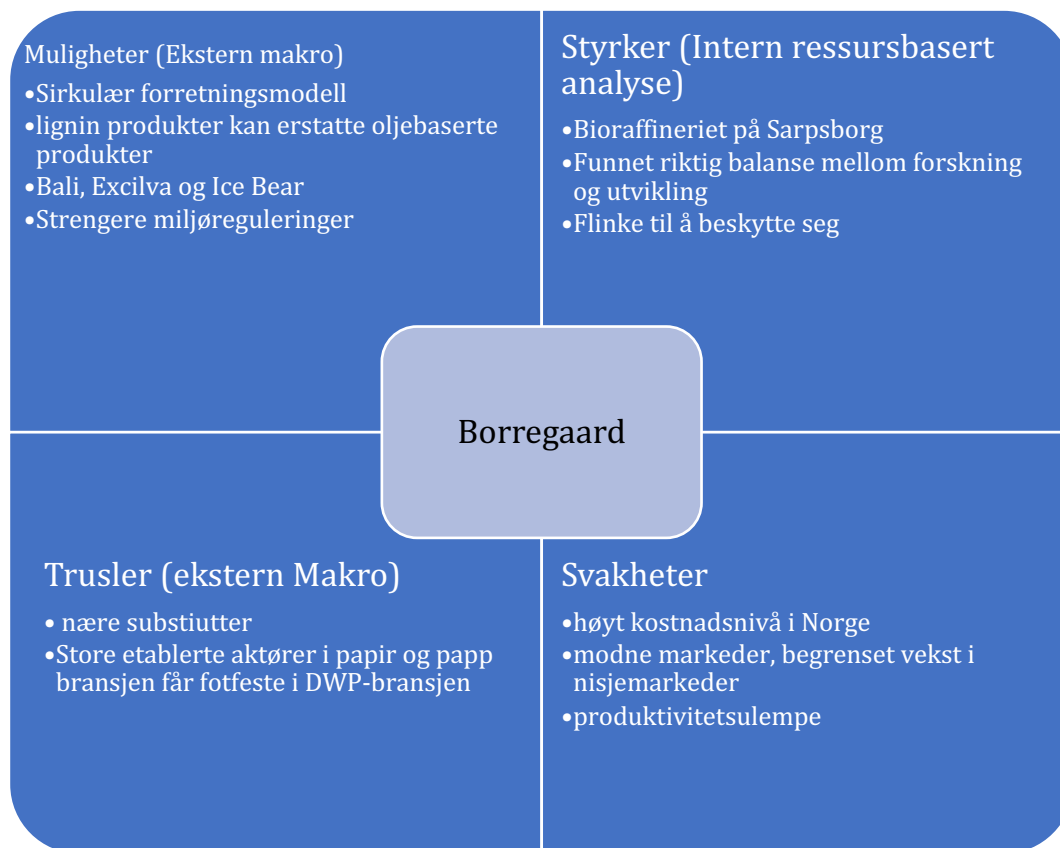 Muligheter (Ekstern makro)
•Sirkulær forretningsmodell
•lignin produkter kan erstatte oljebaserte
produkter
•Bali, Excilva og Ice Bear
•Strengere miljøreguleringer
Styrker (Intern ressursbasert
analyse)
•Bioraffineriet på Sarpsborg
•Funnet riktig balanse mellom forskning
og utvikling
•Flinke til å beskytte seg
Borregaard
Trusler (ekstern Makro)
• nære substiutter
•Store etablerte aktører i papir og papp
bransjen får fotfeste i DWP-bransjen
Svakheter
•høyt kostnadsnivå i Norge
•modne markeder, begrenset vekst i
nisjemarkeder
•produktivitetsulempe